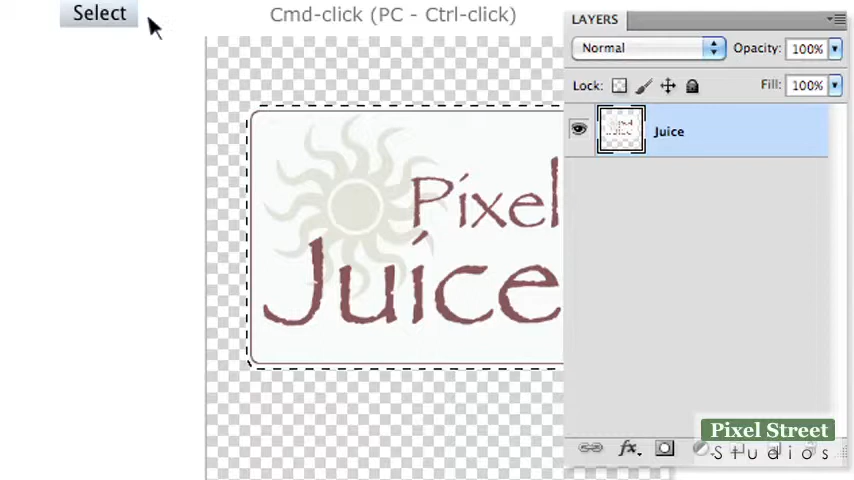 Select
Cmd-click (PC - Ctrl-click)
LAYERS
Normal
Opacity: 100%
Lock:
Fill: 100%
Juice
Pixel
Juice
fx
Pixel Street
Studios